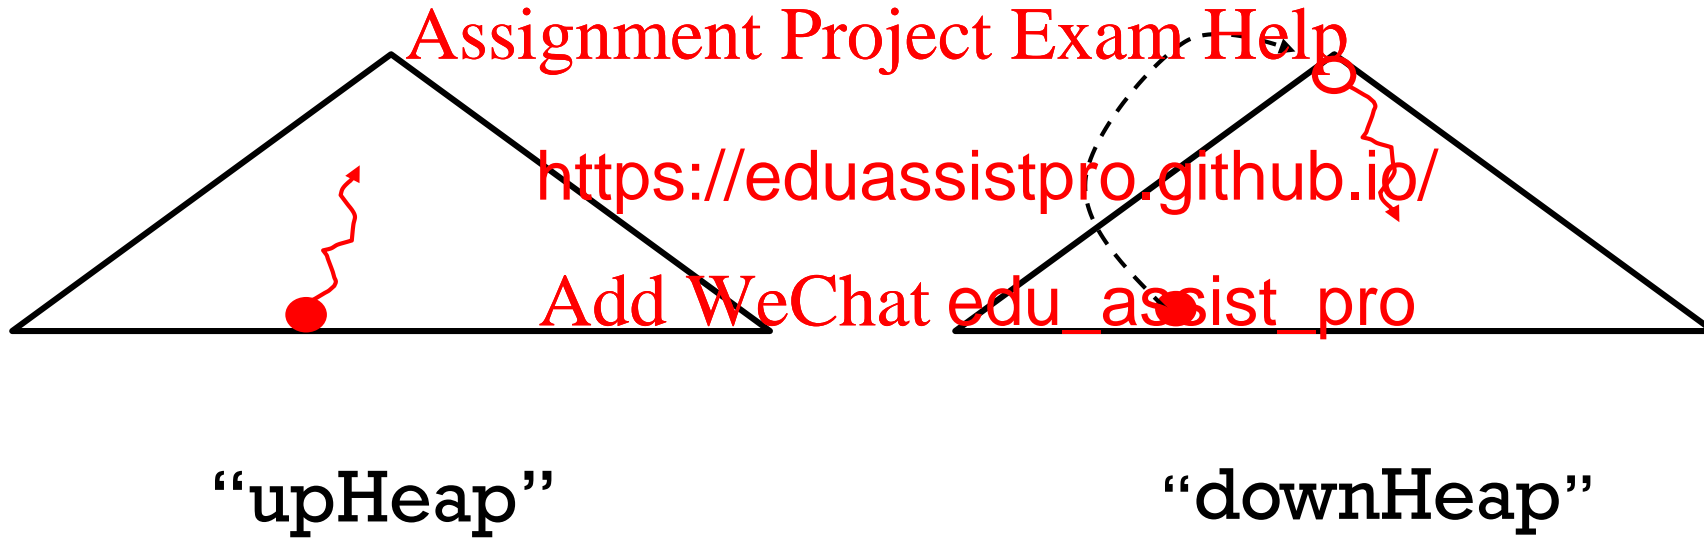 Assignment Project Exam Help
https://eduassistpro.github.io/
Add WeChat edu_assist_pro
“upHeap”
“downHeap”